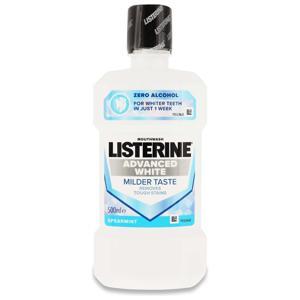 LISTERINE
ZERO ALCOHOL
FOR WHITER TEETH
IN JUST 1 WEEK
MOUTHWASH
LISTERINE
ADVANCED
WHITE
MILDER TASTE
REMOVES
TOUGH STAINS
500ml e
SPEARMINT